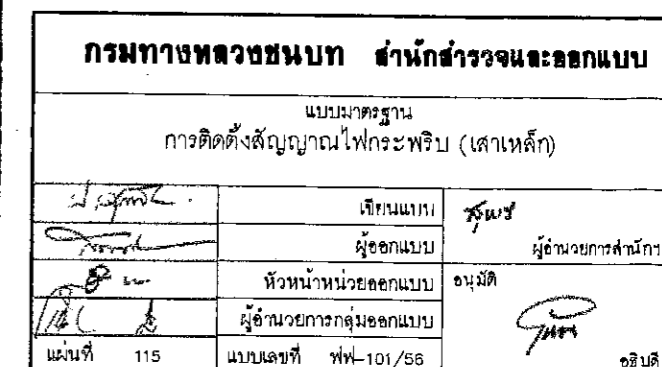 กรมทางหลวงชนบท สำนักสำรวจและออกแบบ
แบบมาตรฐาน
การติดตั้งสัญญาณไฟกระพริบ (เสาเหล็ก)
เขียนแบบ
ผู้ออกแบบ
ผู้อำนวยการสำนักฯ
หัวหน้าหน่วยออกแบบ
อนุมัติ
ผู้อำนวยการกลุ่มออกแบบ
แผ่นที่ 115
แบบเลขที่ ฟฟ-101/56
อธิบดี